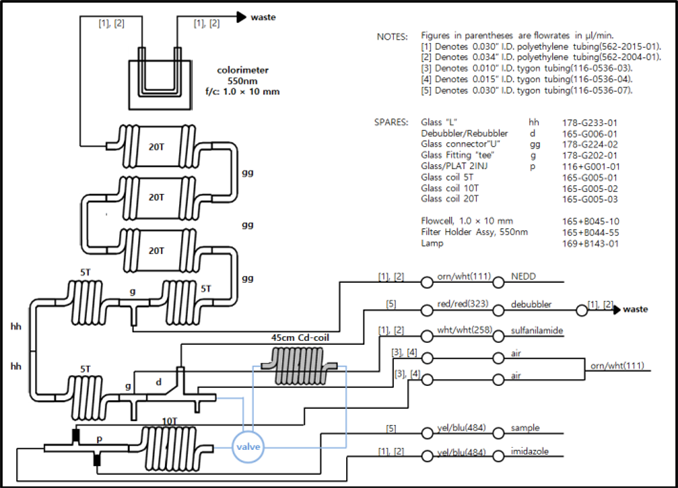 [1], [2]
[1], [2]
waste
colorimeter
550nm
f/c: 1.0 × 10 mm
NOTES: Figures in parentheses are flowrates in μl/min.
[1] Denotes 0.030" I.D. polyethylene tubing(562-2015-01).
[2] Denotes 0.034" I.D. polyethylene tubing(562-2004-01).
[3] Denotes 0.010" I.D. tygon tubing(116-0536-03).
[4] Denotes 0.015" I.D. tygon tubing(116-0536-04).
[5] Denotes 0.030" I.D. tygon tubing(116-0536-07).
SPARES: Glass "L" hh 178-G233-01
Debubbler/Rebubbler d 165-G006-01
Glass connector"U" gg 178-G224-02
Glass Fitting "tee" g 178-G202-01
Glass/PLAT 2INJ p 116+G001-01
Glass coil 5T 165-G005-01
Glass coil 10T 165-G005-02
Glass coil 20T 165-G005-03
Flowcell, 1.0 × 10 mm 165+B045-10
Filter Holder Assy, 550nm 165+B044-55
Lamp 169+B143-01
20T
gg
20T
gg
20T
gg
5T
g
5T
hh
hh
5T
g
d
45cm Cd-coil
10T
p
valve
[1], [2] orn/wht(111) NEDD
[5] red/red(323) debubbler [1], [2] waste
[1], [2] wht/wht(258) sulfanilamide
[3], [4] air
orn/wht(111)
[3], [4] air
[5] yel/blu(484) sample
[1], [2] yel/blu(484) imidazole